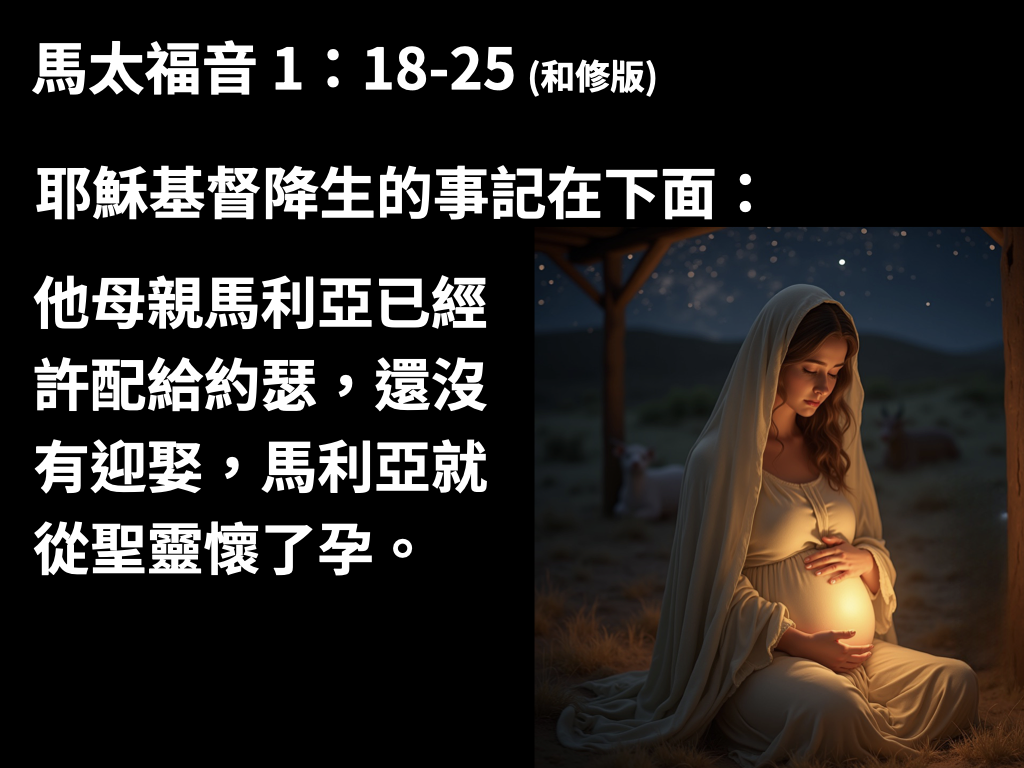 馬太福音 1：18-25 (和修版)
耶穌基督降生的事記在下面：
他母親馬利亞已經
許配給約瑟，還沒
有迎娶，馬利亞就
從聖靈懷了孕。